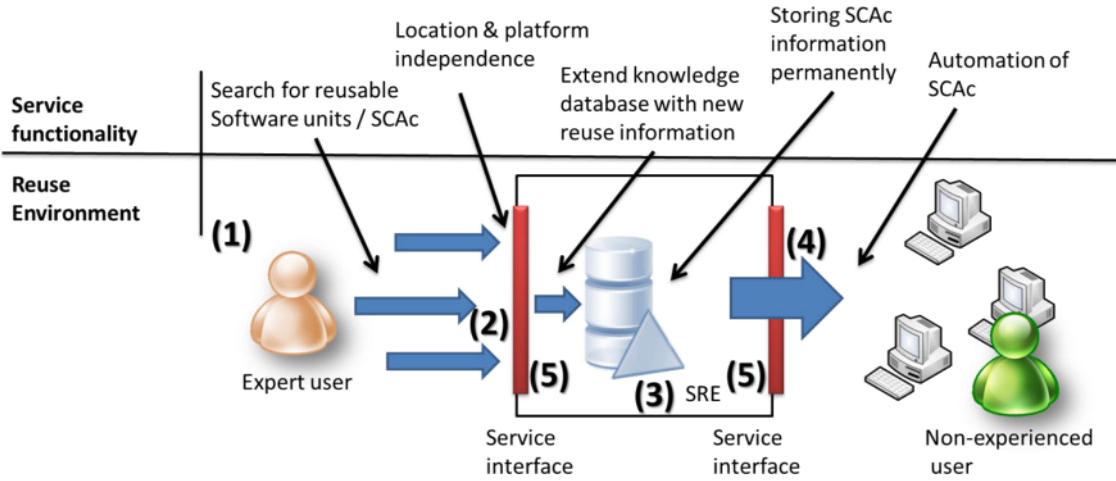 Service
functionality
Search for reusable
Software units / SCAc
Location & platform
independence
Extend knowledge
database with new
reuse information
Storing SCAc
information
permanently
Automation of
SCAc
Reuse
Environment
(1)
Expert user
(2)
(5)
(3)
SRE
(5)
(4)
Service
interface
Service
interface
Non-experienced
user